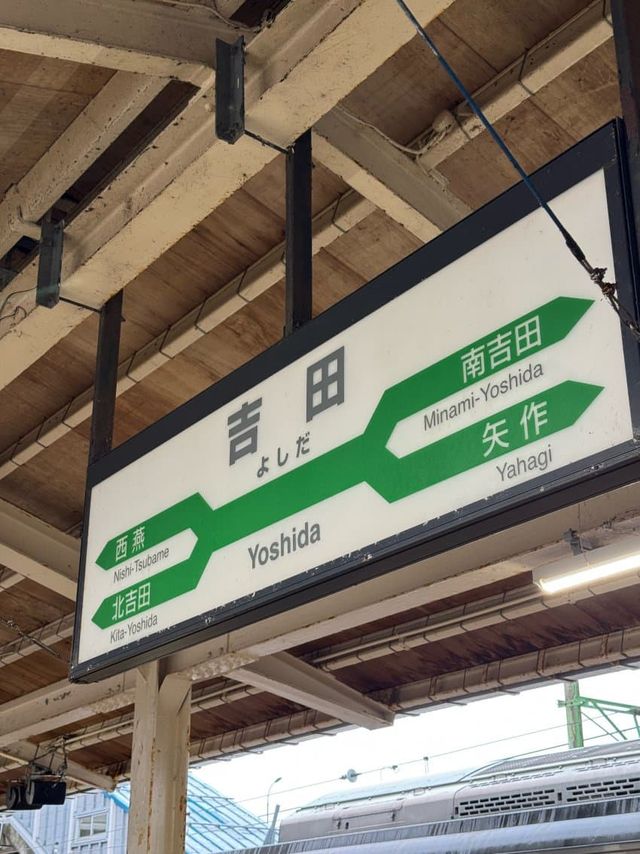 吉田
よしだ
Yoshida
西燕
Nishi-Tsubame
北吉田
Kita-Yoshida
南吉田
Minami-Yoshida
矢作
Yahagi